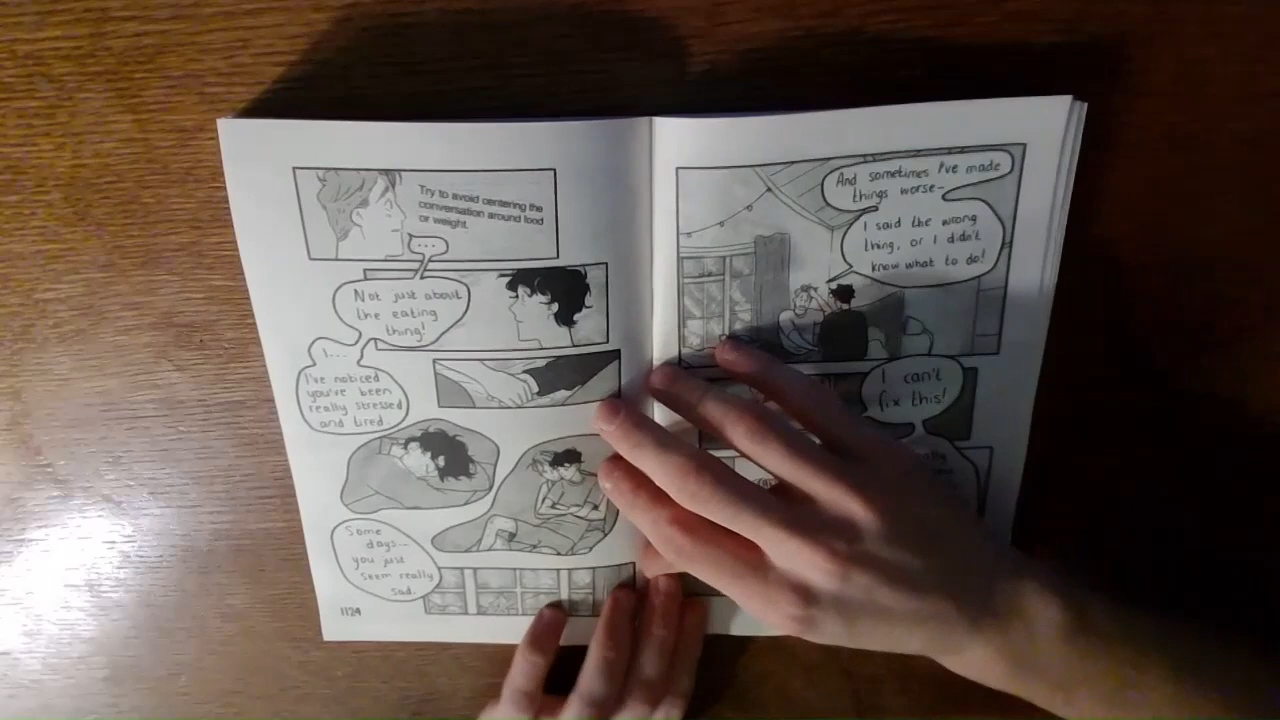 Try to avoid centering the
conversation around food
or weight.
...
Not just about
the eating
thing!
I...
I've noticed
you've been
really stressed
and tired.
Some
days...
you just
seem really
sad.
1124
And sometimes I've made
things worse-
I said the wrong
thing, or I didn't
know what to do!
I can't
fix this!